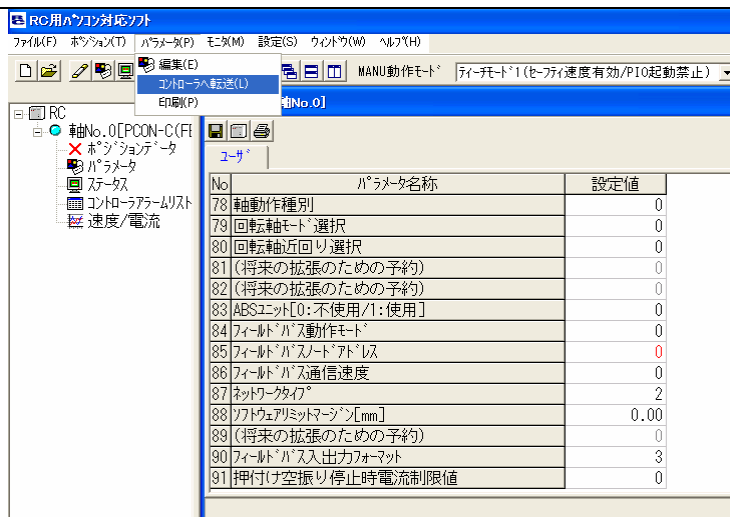 RC用ﾊﾟｿｺﾝ対応ｿﾌﾄ
ﾌｧｲﾙ(F) ﾎﾟｼﾞｼｮﾝ(T) ﾊﾟﾗﾒｰﾀ(P) ﾓﾆﾀ(M) 設定(S) ｳｨﾝﾄﾞｳ(W) ﾍﾙﾌﾟ(H)
編集(E)
ｺﾝﾄﾛｰﾗへ転送(L)
印刷(P)
MANU動作ﾓｰﾄﾞ ﾃｨｰﾁﾓｰﾄﾞ1(ｾｰﾌﾃｨ速度有効/PIO起動禁止)
軸No.0]
RC
軸No.0[PCON-C(FI
ﾎﾟｼﾞｼｮﾝﾃﾞｰﾀ
ﾊﾟﾗﾒｰﾀ
ｽﾃｰﾀｽ
ｺﾝﾄﾛｰﾗｱﾗｰﾑﾘｽﾄ
速度/電流
ﾕｰｻﾞ
No ﾊﾟﾗﾒｰﾀ名称 設定値
78 軸動作種別 0
79 回転軸ﾓｰﾄﾞ選択 0
80 回転軸近回り選択 0
81 (将来の拡張のための予約) 0
82 (将来の拡張のための予約) 0
83 ABSﾕﾆｯﾄ[0:不使用/1:使用] 0
84 ﾌｨｰﾙﾄﾞﾊﾞｽ動作ﾓｰﾄﾞ 0
85 ﾌｨｰﾙﾄﾞﾊﾞｽﾉｰﾄﾞｱﾄﾞﾚｽ 0
86 ﾌｨｰﾙﾄﾞﾊﾞｽ通信速度 0
87 ﾈｯﾄﾜｰｸﾀｲﾌﾟ 2
88 ｿﾌﾄｳｪｱﾘﾐｯﾄﾏｰｼﾞﾝ[mm] 0.00
89 (将来の拡張のための予約) 0
90 ﾌｨｰﾙﾄﾞﾊﾞｽ入出力ﾌｫｰﾏｯﾄ 3
91 押付け空振り停止時電流制限値 0